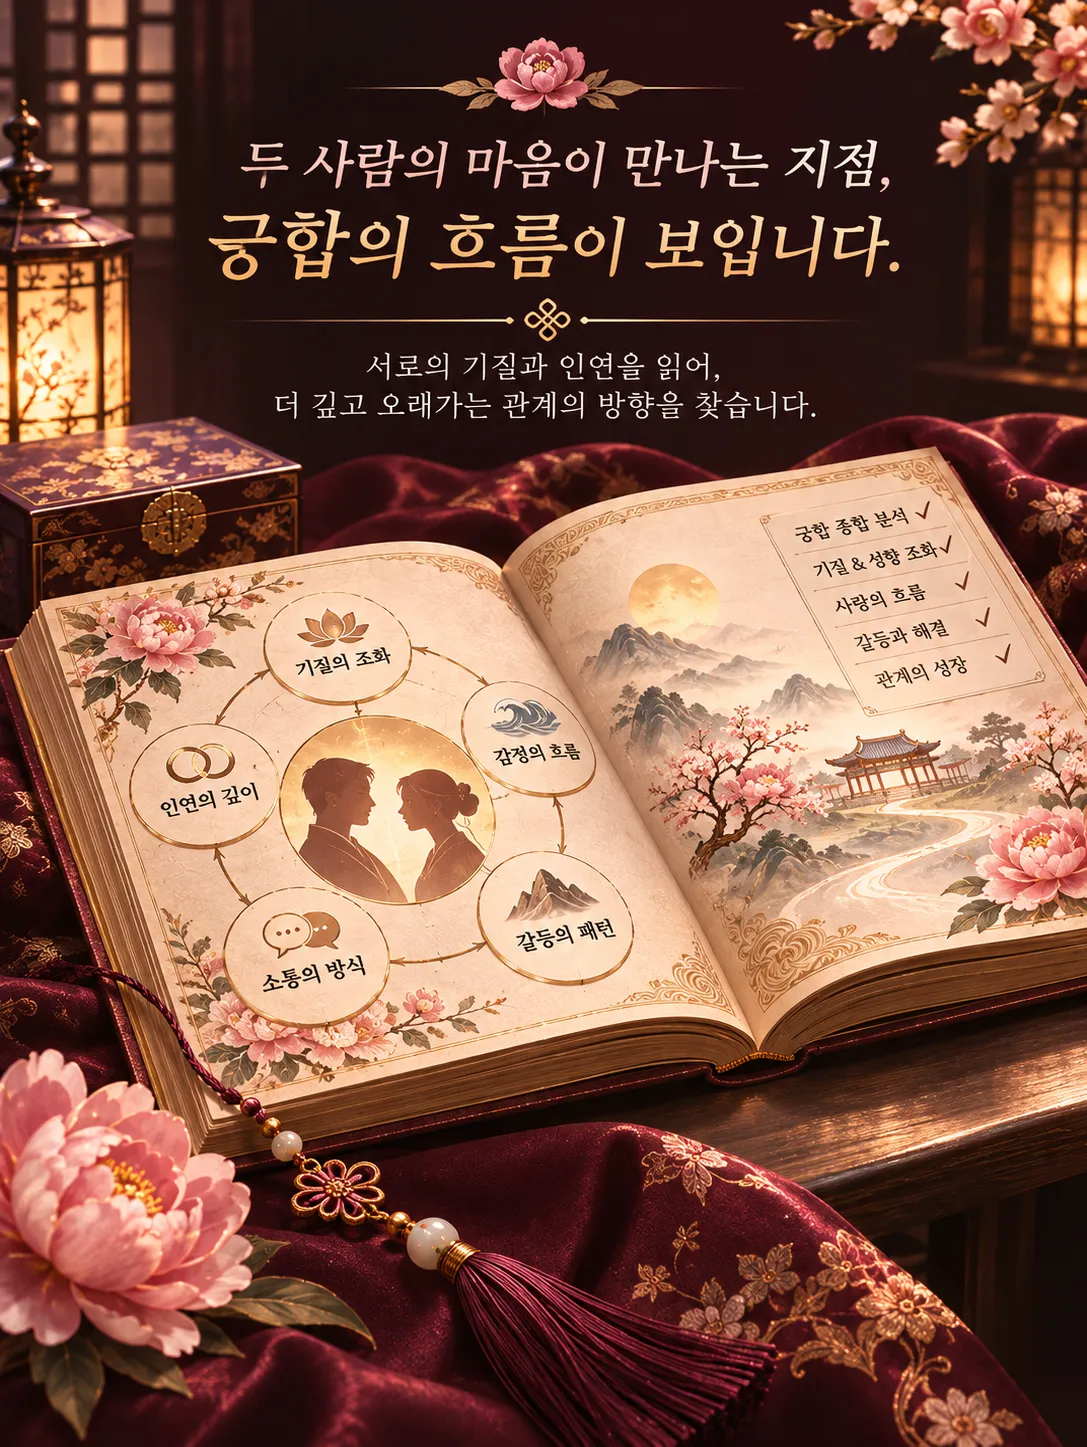 두 사람의 마음이 만나는 지점,
궁합의 흐름이 보입니다.
서로의 기질과 인연을 읽어,
더 깊고 오래가는 관계의 방향을 찾습니다.
기질의 조화
감정의 흐름
갈등의 패턴
소통의 방식
인연의 깊이
궁합 종합 분석 ✓
기질 & 성향 조화 ✓
사랑의 흐름 ✓
갈등과 해결 ✓
관계의 성장 ✓